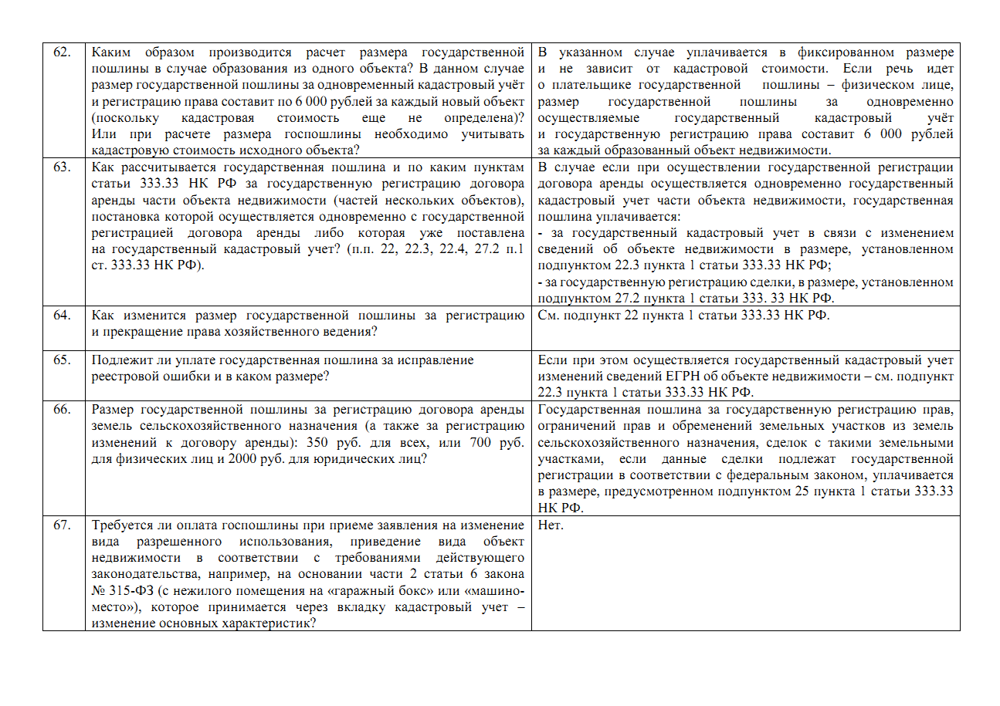 62.
Каким образом производится расчет размера государственной
пошлины в случае образования из одного объекта? В данном случае
размер государственной пошлины за одновременный кадастровый учёт
и регистрацию права составит по 6 000 рублей за каждый новый объект
(поскольку кадастровая стоимость еще не определена)?
Или при расчете размера госпошлины необходимо учитывать
кадастровую стоимость исходного объекта?
В указанном случае уплачивается в фиксированном размере
и не зависит от кадастровой стоимости. Если речь идет
о плательщике государственной пошлины – физическом лице,
размер государственной пошлины за одновременно
осуществляемые государственный кадастровый учёт
и государственную регистрацию права составит 6 000 рублей
за каждый образованный объект недвижимости.
63.
Как рассчитывается государственная пошлина и по каким пунктам
статьи 333.33 НК РФ за государственную регистрацию договора
аренды части объекта недвижимости (частей нескольких объектов),
постановка которой осуществляется одновременно с государственной
регистрацией договора аренды либо которая уже поставлена
на государственный кадастровый учет? (п.п. 22, 22.3, 22.4, 27.2 п.1
ст. 333.33 НК РФ).
В случае если при осуществлении государственной регистрации
договора аренды осуществляется одновременно государственный
кадастровый учет части объекта недвижимости, государственная
пошлина уплачивается:
- за государственный кадастровый учет в связи с изменением
сведений об объекте недвижимости в размере, установленном
подпунктом 22.3 пункта 1 статьи 333.33 НК РФ;
- за государственную регистрацию сделки, в размере, установленном
подпунктом 27.2 пункта 1 статьи 333. 33 НК РФ.
64.
Как изменится размер государственной пошлины за регистрацию
и прекращение права хозяйственного ведения?
См. подпункт 22 пункта 1 статьи 333.33 НК РФ.
65.
Подлежит ли уплате государственная пошлина за исправление
реестровой ошибки и в каком размере?
Если при этом осуществляется государственный кадастровый учет
изменений сведений ЕГРН об объекте недвижимости – см. подпункт
22.3 пункта 1 статьи 333.33 НК РФ.
66.
Размер государственной пошлины за регистрацию договора аренды
земель сельскохозяйственного назначения (а также за регистрацию
изменений к договору аренды): 350 руб. для всех, или 700 руб.
для физических лиц и 2000 руб. для юридических лиц?
Государственная пошлина за государственную регистрацию прав,
ограничений прав и обременений земельных участков из земель
сельскохозяйственного назначения, сделок с такими земельными
участками, если данные сделки подлежат государственной
регистрации в соответствии с федеральным законом, уплачивается
в размере, предусмотренном подпунктом 25 пункта 1 статьи 333.33
НК РФ.
67.
Требуется ли оплата госпошлины при приеме заявления на изменение
вида разрешенного использования, приведение вида объект
недвижимости в соответствии с требованиями действующего
законодательства, например, на основании части 2 статьи 6 закона
№ 315-ФЗ (с нежилого помещения на «гаражный бокс» или «машино-
место»), которое принимается через вкладку кадастровый учет –
изменение основных характеристик?
Нет.